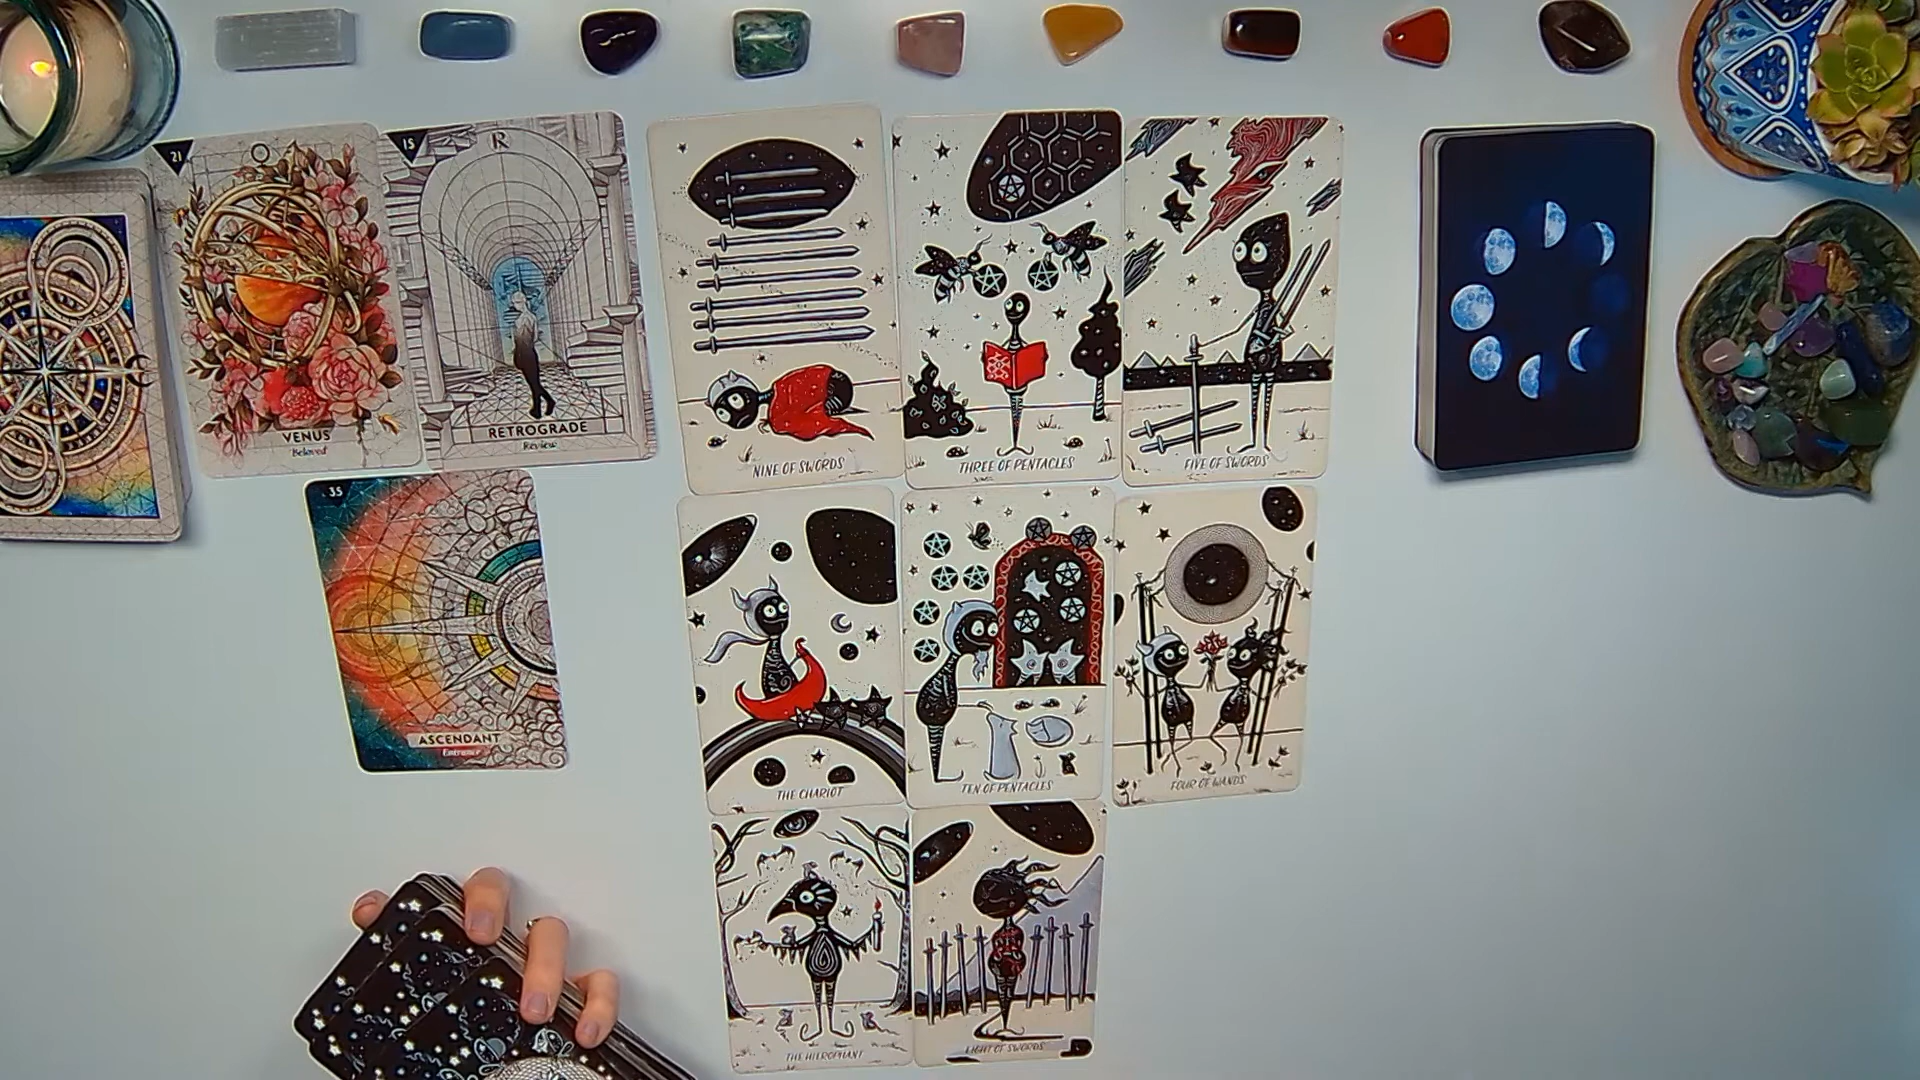 21
VENUS
Beloved
15
R
RETROGRADE
Review
NINE OF SWORDS
THREE OF PENTACLES
FIVE OF SWORDS
35
ASCENDANT
Entrance
THE CHARIOT
TEN OF PENTACLES
FOUR OF WANDS
THE HIEROPHANT
EIGHT OF SWORDS